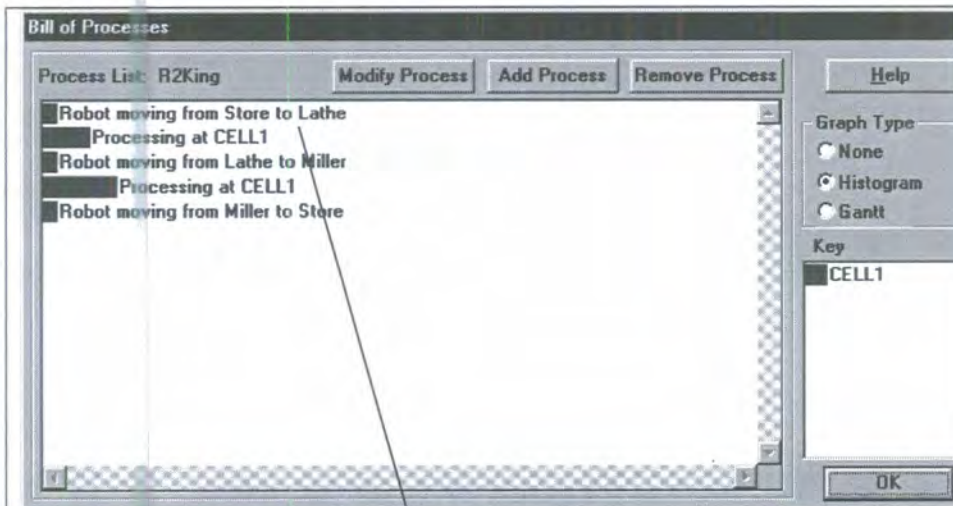 Bill of Processes
Process List: R2King
Modify Process
Add Process
Remove Process
Help
Robot moving from Store to Lathe
Processing at CELL1
Robot moving from Lathe to Miller
Processing at CELL1
Robot moving from Miller to Store
Graph Type
None
Histogram
Gantt
Key
CELL1
OK